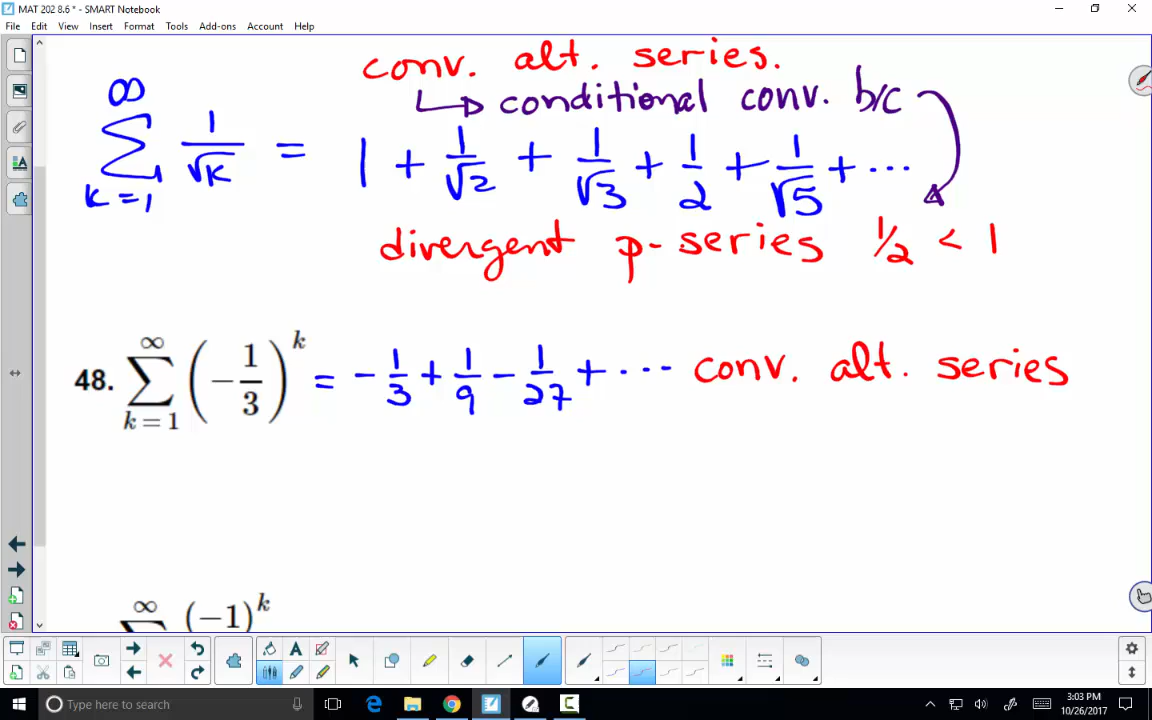 MAT 202 8.6 * - SMART Notebook
File Edit View Insert Format Tools Add-ons Account Help
conv. alt. series.
↳ conditional conv. b/c
∞ Σ k=1 1/√k = 1 + 1/√2 + 1/√3 + 1/2 + 1/√5 + ...
divergent p-series 1/2 < 1
48. ∞ Σ k=1 (-1/3)^k = -1/3 + 1/9 - 1/27 + ... conv. alt. series
∞ Σ (-1)^k
Type here to search
3:03 PM
10/26/2017